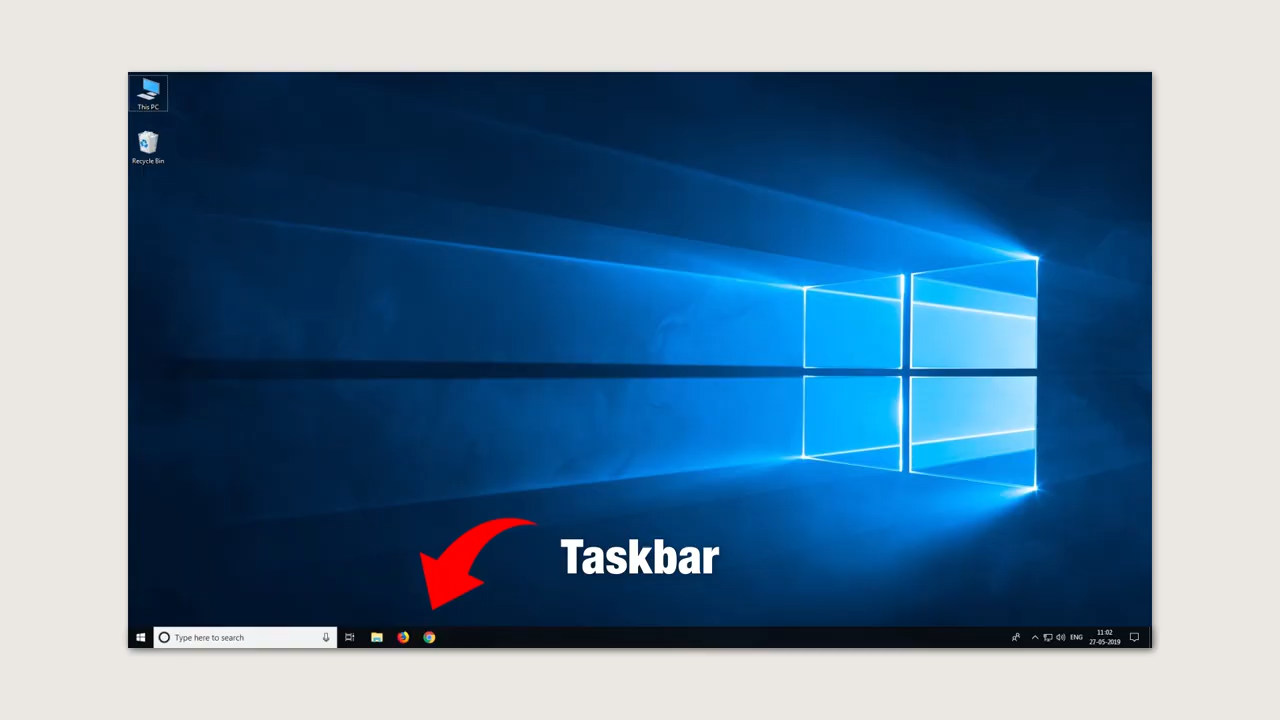 This PC
Recycle Bin
Taskbar
Type here to search
ENG
11:02
27-05-2019